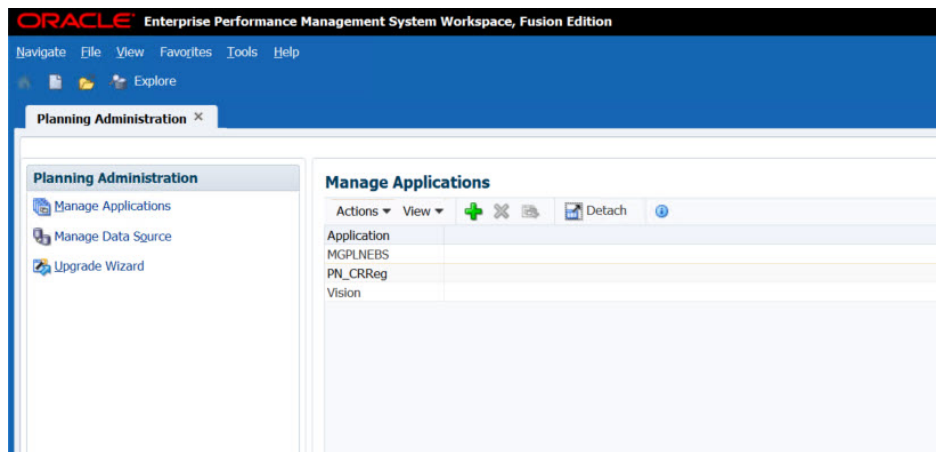 ORACLE Enterprise Performance Management System Workspace, Fusion Edition
Navigate File View Favorites Tools Help
Explore
Planning Administration ×
Planning Administration
Manage Applications
Manage Data Source
Upgrade Wizard
Manage Applications
Actions View Detach
Application
MGPLNEBS
PN_CRReg
Vision